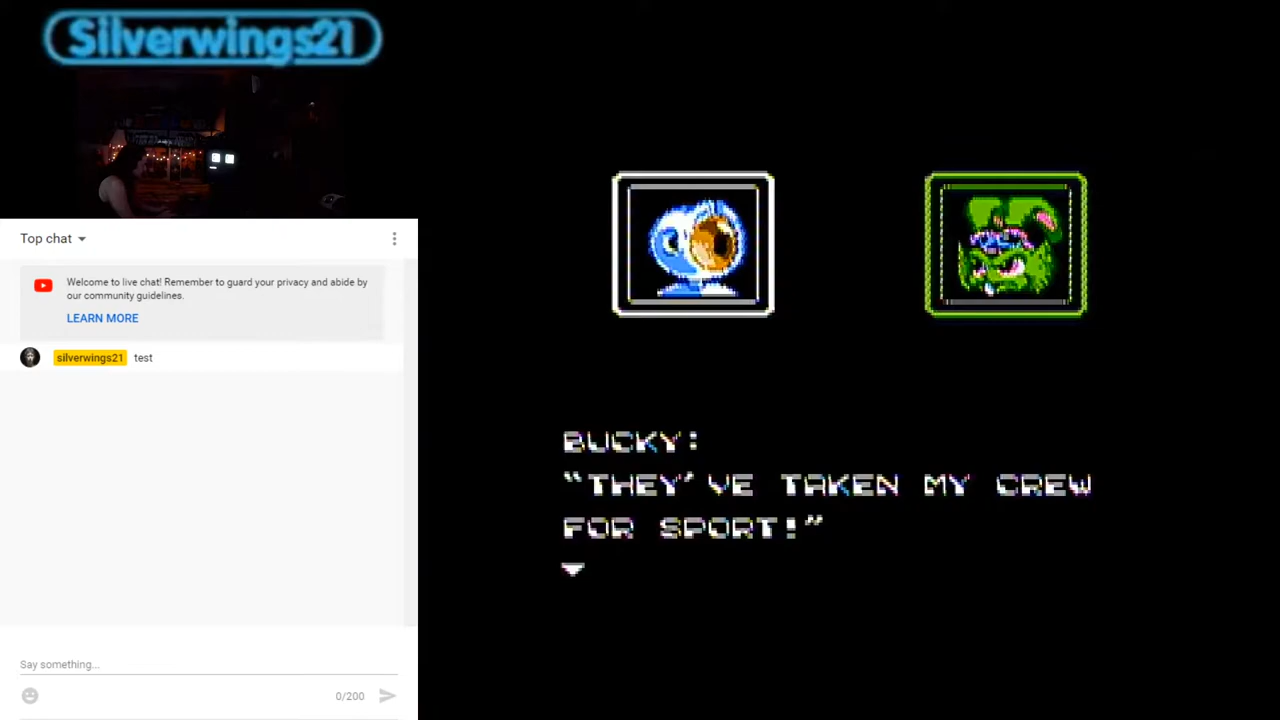 Silverwings21
Top chat
Welcome to live chat! Remember to guard your privacy and abide by
our community guidelines.
LEARN MORE
silverwings21 test
BUCKY:
"THEY'VE TAKEN MY CREW
FOR SPORT!"
Say something...
0/200